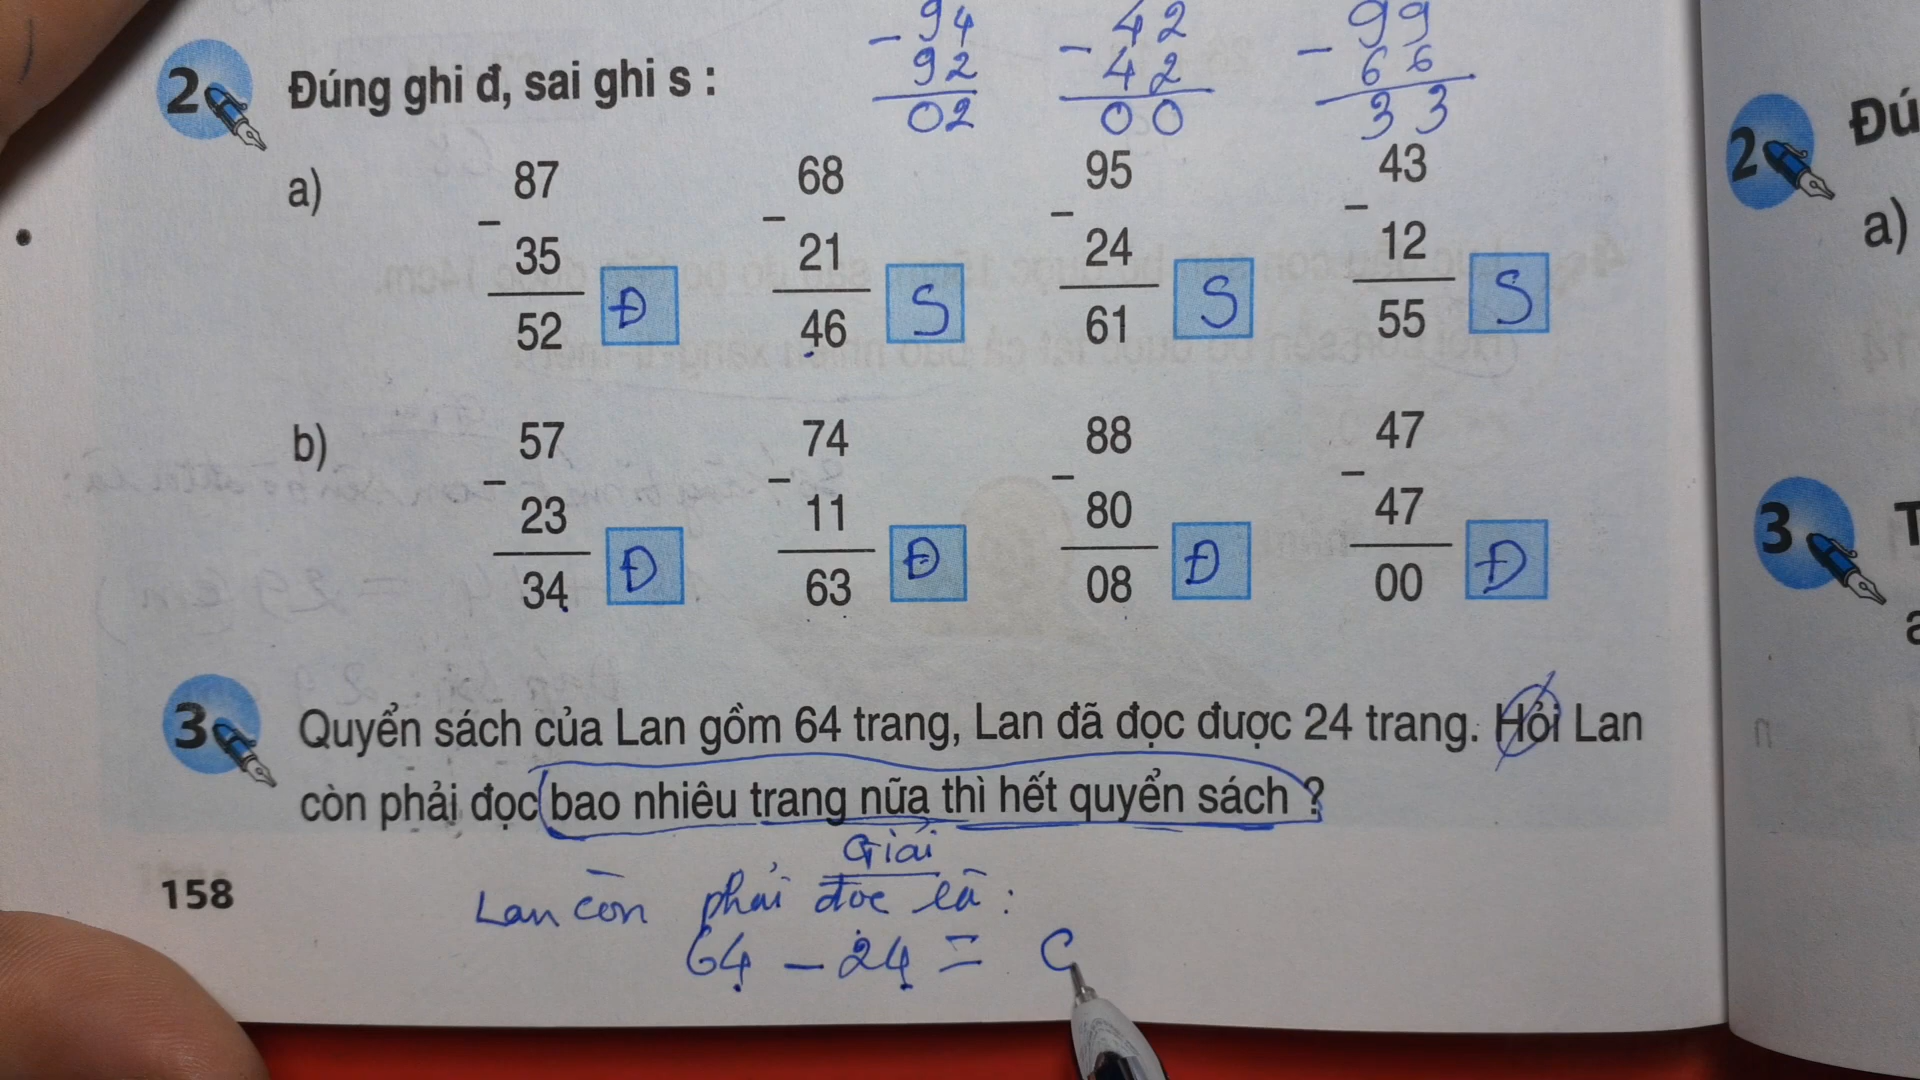 94 42 99
- 92 - 42 - 66
02 00 33
2 Đúng ghi đ, sai ghi s :
a) 87 68 95 43
- 35 - 21 - 24 - 12
52 Đ 46 S 61 S 55 S
b) 57 74 88 47
- 23 - 11 - 80 - 47
34 Đ 63 Đ 08 Đ 00 Đ
3 Quyển sách của Lan gồm 64 trang, Lan đã đọc được 24 trang. Hỏi Lan
còn phải đọc bao nhiêu trang nữa thì hết quyển sách ?
Giải
Lan còn phải đọc là :
64 - 24 =
158
2 Đú
a)
3